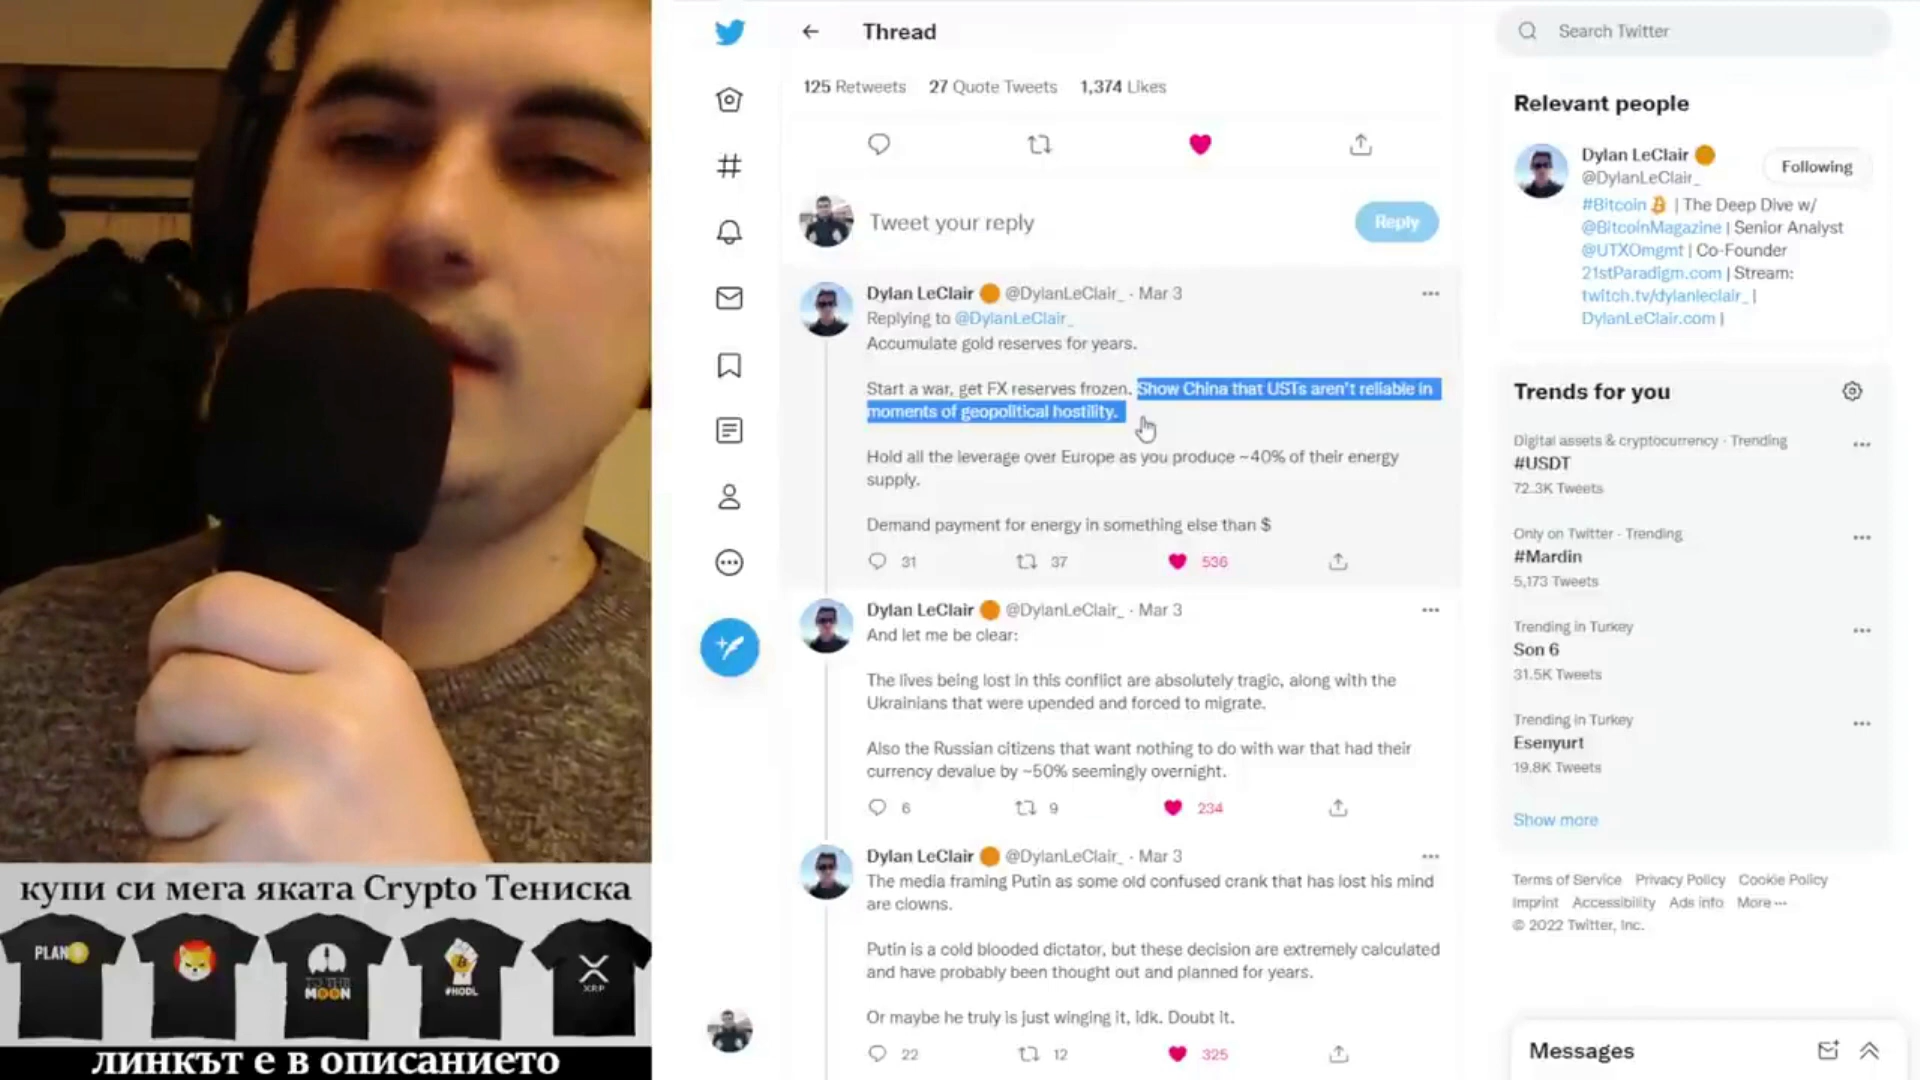 Thread
Search Twitter
125 Retweets 27 Quote Tweets 1,374 Likes
Tweet your reply
Reply
Dylan LeClair @DylanLeClair_ · Mar 3
Replying to @DylanLeClair_
Accumulate gold reserves for years.
Start a war, get FX reserves frozen. Show China that USTs aren't reliable in
moments of geopolitical hostility.
Hold all the leverage over Europe as you produce ~40% of their energy
supply.
Demand payment for energy in something else than $
31 37 536
Dylan LeClair @DylanLeClair_ · Mar 3
And let me be clear:
The lives being lost in this conflict are absolutely tragic, along with the
Ukrainians that were upended and forced to migrate.
Also the Russian citizens that want nothing to do with war that had their
currency devalue by ~50% seemingly overnight.
6 9 234
Dylan LeClair @DylanLeClair_ · Mar 3
The media framing Putin as some old confused crank that has lost his mind
are clowns.
Putin is a cold blooded dictator, but these decision are extremely calculated
and have probably been thought out and planned for years.
Or maybe he truly is just winging it, idk. Doubt it.
22 12 325
Relevant people
Dylan LeClair
@DylanLeClair_
Following
#Bitcoin | The Deep Dive w/
@BitcoinMagazine | Senior Analyst
@UTXOmgmt | Co-Founder
21stParadigm.com | Stream:
twitch.tv/dylanleclair_ |
DylanLeClair.com |
Trends for you
Digital assets & cryptocurrency · Trending
#USDT
72.3K Tweets
Only on Twitter · Trending
#Mardin
5,173 Tweets
Trending in Turkey
Son 6
31.5K Tweets
Trending in Turkey
Esenyurt
19.8K Tweets
Show more
Terms of Service Privacy Policy Cookie Policy
Imprint Accessibility Ads info More ···
© 2022 Twitter, Inc.
Messages
купи си мега яката Crypto Тениска
PLAN B
TO THE
MOON
#HODL
XRP
линкът е в описанието